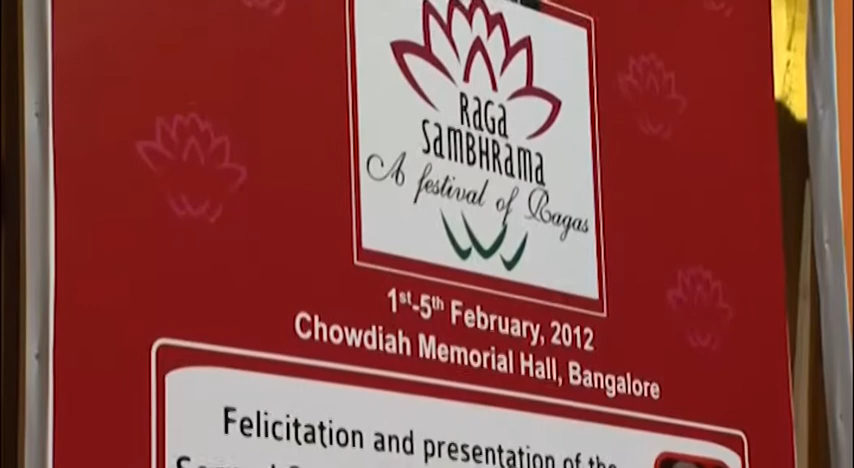 RaGa
SamBHRama
A festival of Ragas
1st-5th February, 2012
Chowdiah Memorial Hall, Bangalore
Felicitation and presentation of the